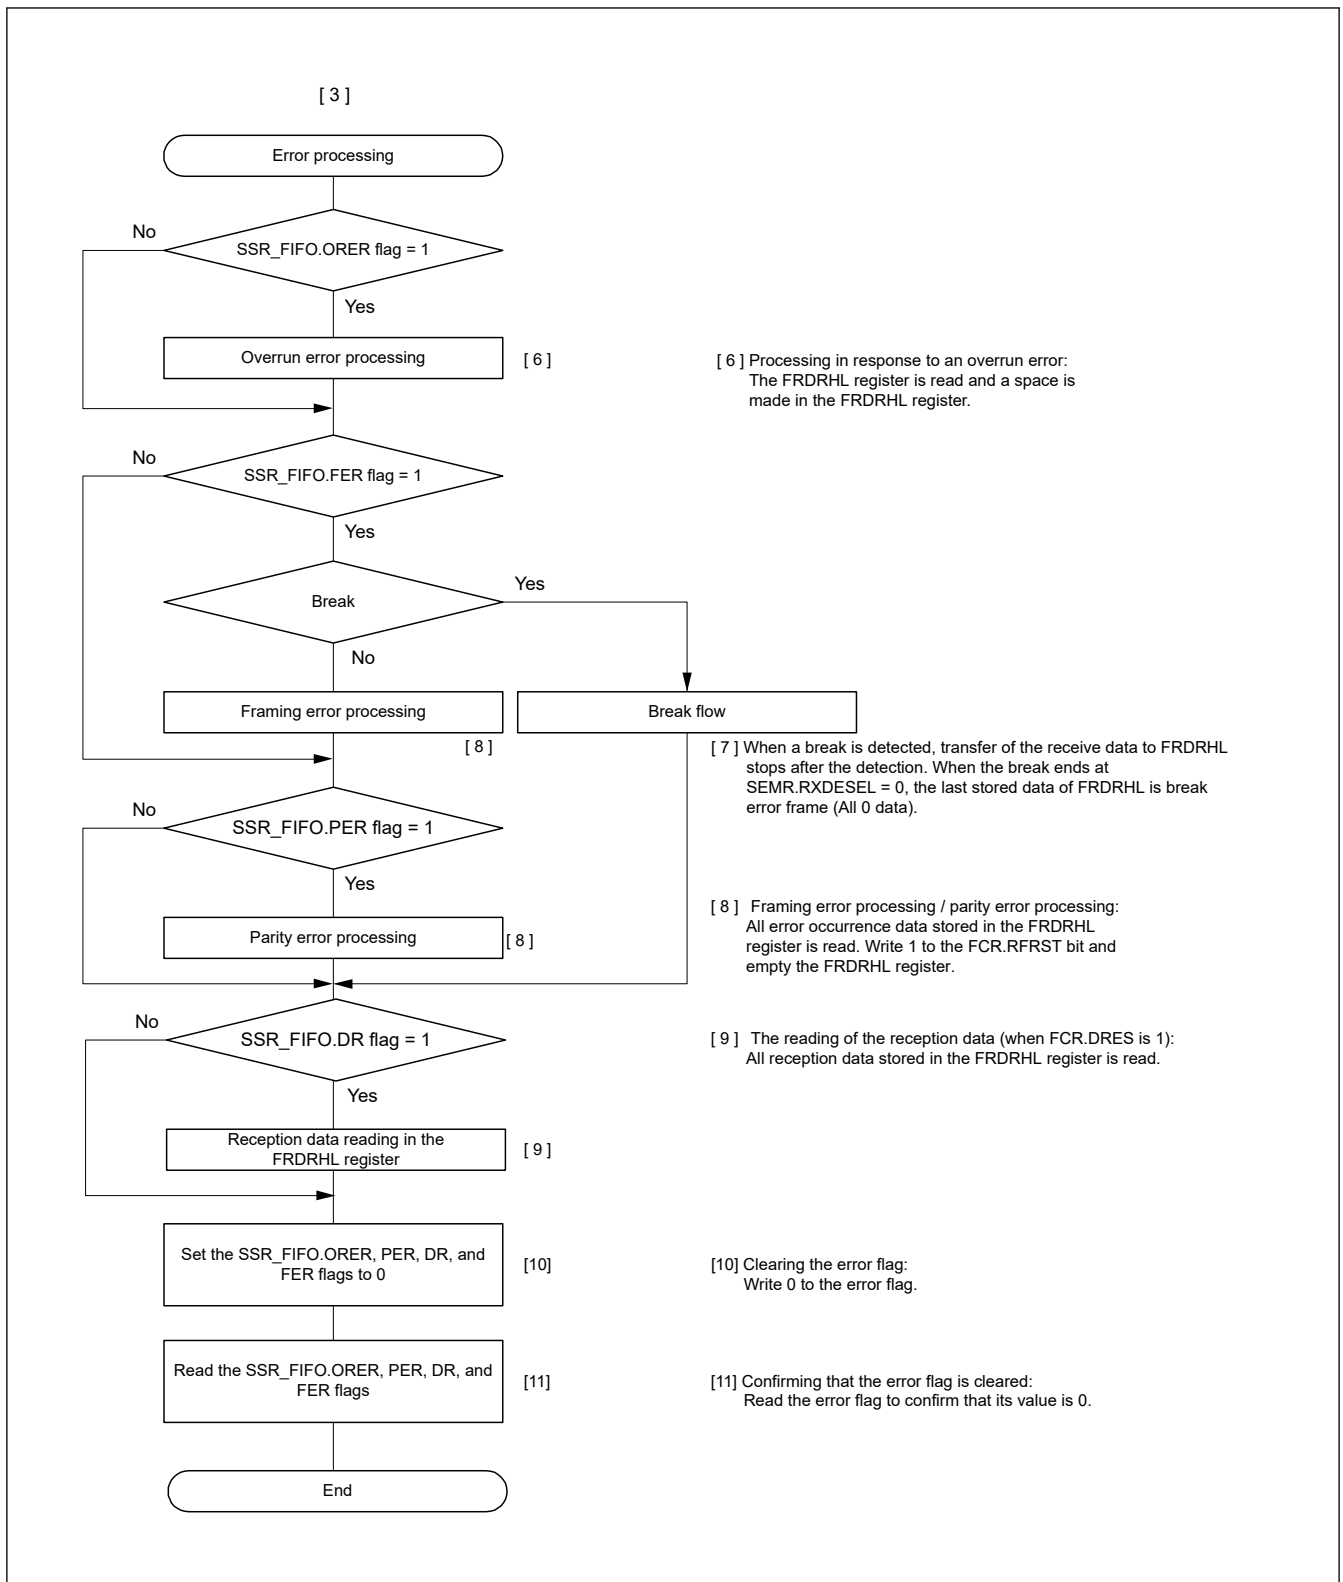 [ 3 ]
Error processing
No
SSR_FIFO.ORER flag = 1
Yes
Overrun error processing
[ 6 ]
[ 6 ] Processing in response to an overrun error:
The FRDRHL register is read and a space is
made in the FRDRHL register.
No
SSR_FIFO.FER flag = 1
Yes
Break
Yes
No
Framing error processing
Break flow
[ 8 ]
[ 7 ] When a break is detected, transfer of the receive data to FRDRHL
stops after the detection. When the break ends at
SEMR.RXDESEL = 0, the last stored data of FRDRHL is break
error frame (All 0 data).
No
SSR_FIFO.PER flag = 1
Yes
Parity error processing
[ 8 ]
[ 8 ] Framing error processing / parity error processing:
All error occurrence data stored in the FRDRHL
register is read. Write 1 to the FCR.RFRST bit and
empty the FRDRHL register.
No
SSR_FIFO.DR flag = 1
Yes
[ 9 ] The reading of the reception data (when FCR.DRES is 1):
All reception data stored in the FRDRHL register is read.
Reception data reading in the
FRDRHL register
[ 9 ]
Set the SSR_FIFO.ORER, PER, DR, and
FER flags to 0
[10]
[10] Clearing the error flag:
Write 0 to the error flag.
Read the SSR_FIFO.ORER, PER, DR, and
FER flags
[11]
[11] Confirming that the error flag is cleared:
Read the error flag to confirm that its value is 0.
End